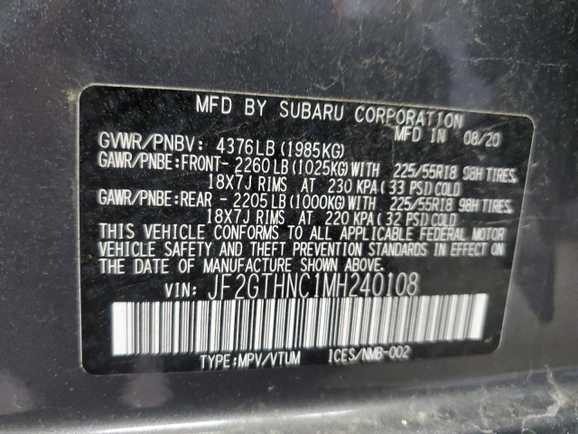 MFD BY SUBARU CORPORATION
MFD IN 08/20
GVWR/PNBV: 4376LB(1985KG)
GAWR/PNBE:FRONT- 2260LB(1025KG)WITH 225/55R18 98H TIRES,
18X7J RIMS AT 230 KPA(33 PSI)COLD
GAWR/PNBE:REAR - 2205LB(1000KG)WITH 225/55R18 98H TIRES,
18X7J RIMS AT 220 KPA(32 PSI)COLD
THIS VEHICLE CONFORMS TO ALL APPLICABLE FEDERAL MOTOR
VEHICLE SAFETY AND THEFT PREVENTION STANDARDS IN EFFECT ON
THE DATE OF MANUFACTURE SHOWN ABOVE.
VIN: JF2GTHNC1MH240108
TYPE:MPV/VTUM 1CES/NMB-002